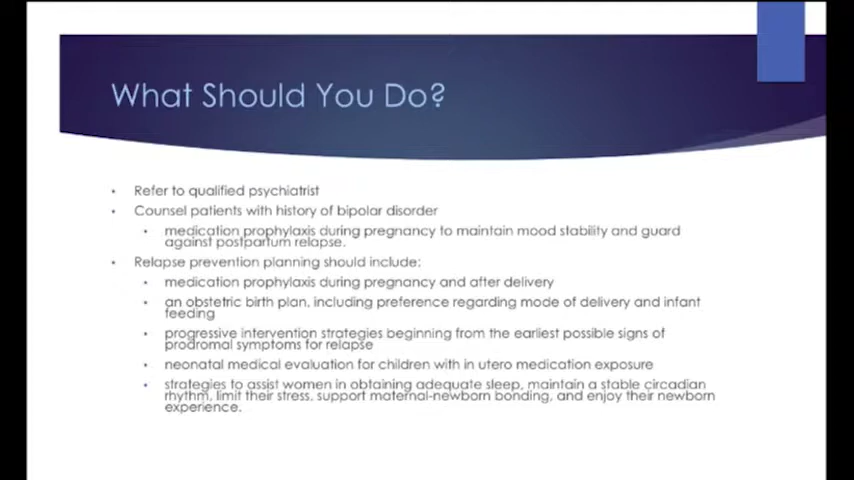 What Should You Do?
• Refer to qualified psychiatrist
• Counsel patients with history of bipolar disorder
• medication prophylaxis during pregnancy to maintain mood stability and guard
against postpartum relapse.
• Relapse prevention planning should include:
• medication prophylaxis during pregnancy and after delivery
• an obstetric birth plan, including preference regarding mode of delivery and infant
feeding
• progressive intervention strategies beginning from the earliest possible signs of
prodromal symptoms for relapse
• neonatal medical evaluation for children with in utero medication exposure
• strategies to assist women in obtaining adequate sleep, maintain a stable circadian
rhythm, limit their stress, support maternal-newborn bonding, and enjoy their newborn
experience.